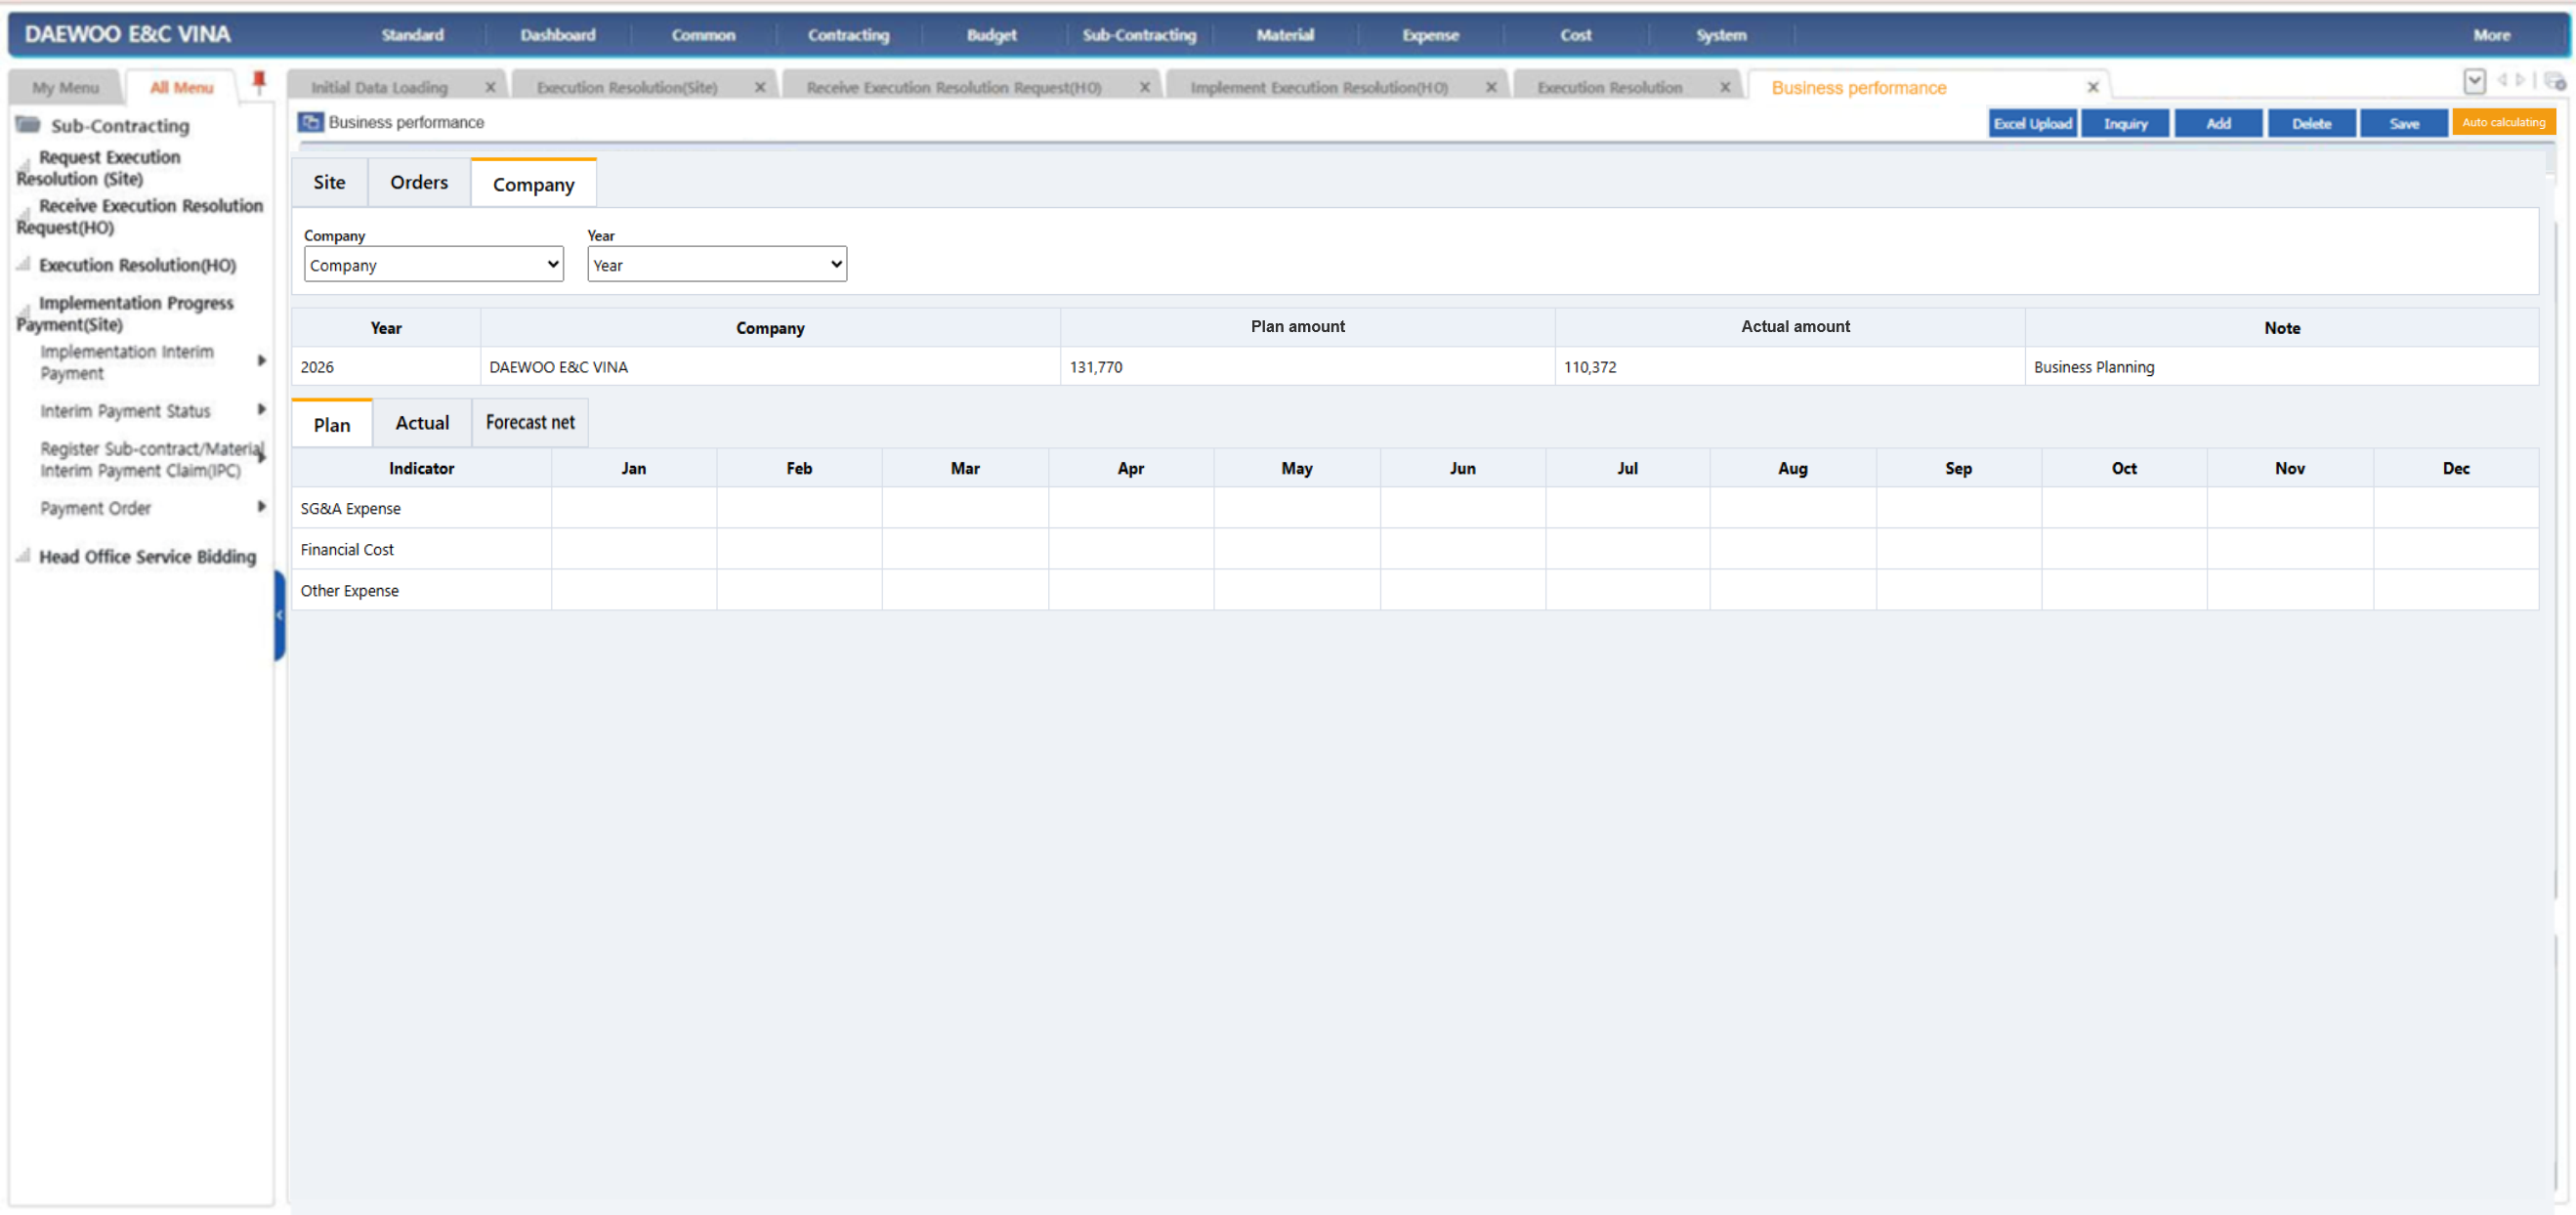 DAEWOO E&C VINA Standard Dashboard Common Contracting Budget Sub-Contracting Material Expense Cost System More
My Menu All Menu Initial Data Loading Execution Resolution(Site) Receive Execution Resolution Request(HO) Implement Execution Resolution(HO) Execution Resolution Business performance
Business performance Excel Upload Inquiry Add Delete Save Auto calculating
Sub-Contracting
Request Execution
Resolution (Site)
Receive Execution Resolution
Request(HO)
Execution Resolution(HO)
Implementation Progress
Payment(Site)
Implementation Interim
Payment
Interim Payment Status
Register Sub-contract/Material
Interim Payment Claim(IPC)
Payment Order
Head Office Service Bidding
Site Orders Company
Company Year
Company Year
Year Company Plan amount Actual amount Note
2026 DAEWOO E&C VINA 131,770 110,372 Business Planning
Plan Actual Forecast net
Indicator Jan Feb Mar Apr May Jun Jul Aug Sep Oct Nov Dec
SG&A Expense
Financial Cost
Other Expense